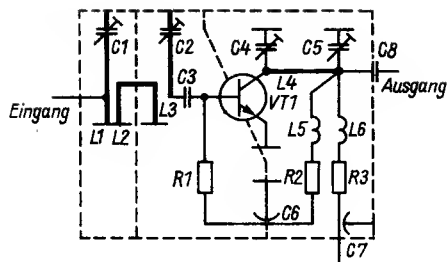 C1 C2 C4 C5 C8
C3 L4
Eingang L3 VT1 Ausgang
L1 L2 L5 L6
R1 R2 R3
C6
C7